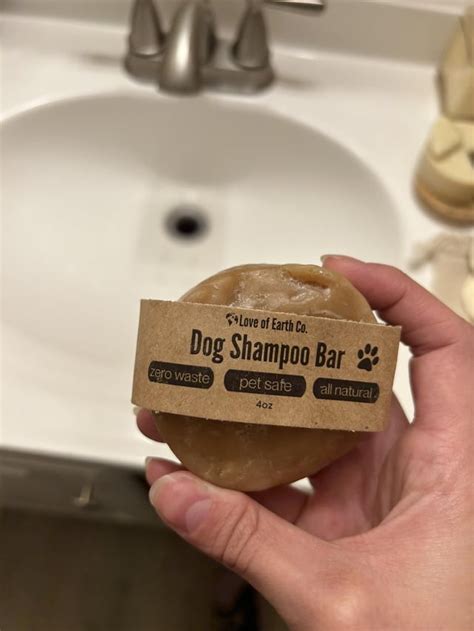 Love of Earth Co.
Dog Shampoo Bar
zero waste pet safe all natural
4oz